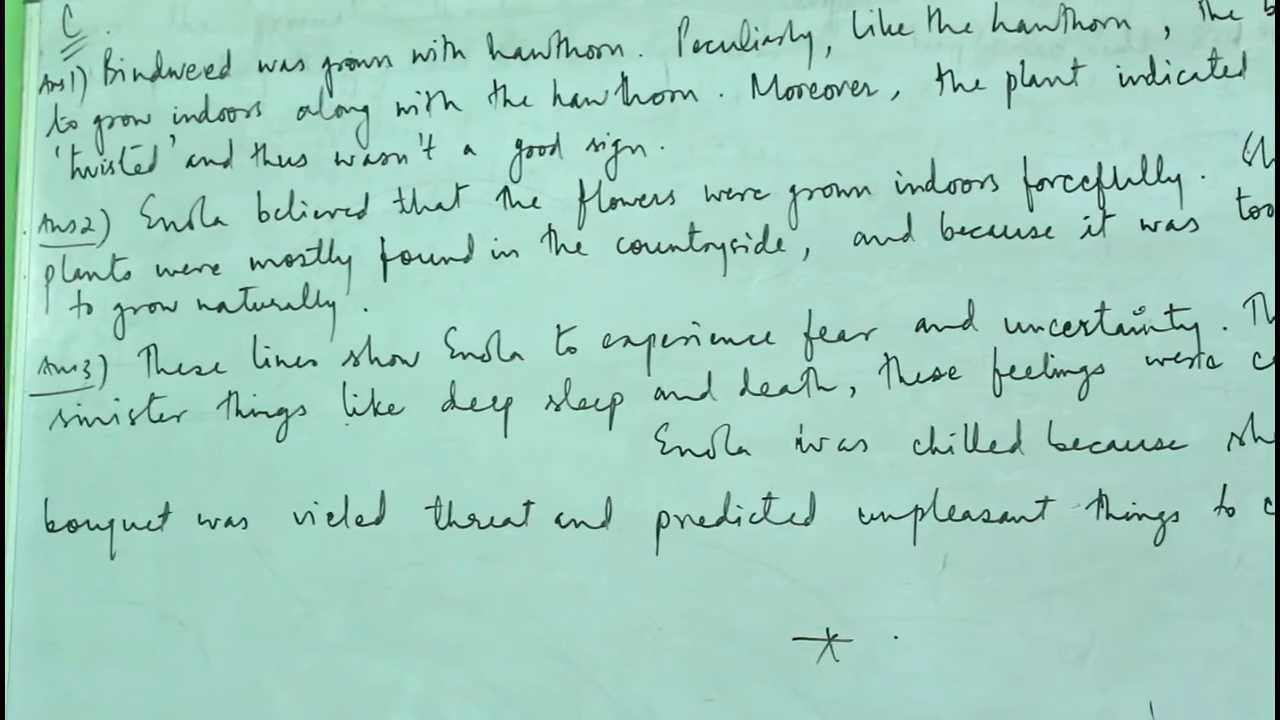 C.
Ans1) Bindweed was grown with hawthorn. Peculiarly, like the hawthorn, the b
to grow indoors along with the hawthorn. Moreover, the plant indicated
'twisted' and thus wasn't a good sign.
Ans2) Enola believed that the flowers were grown indoors forcefully.
plants were mostly found in the countryside, and because it was too
to grow naturally.
Ans3) These lines show Enola to experience fear and uncertainty. Th
sinister things like deep sleep and death, these feelings were c
Enola was chilled because sh
bouquet was vieled threat and predicted unpleasant things to c